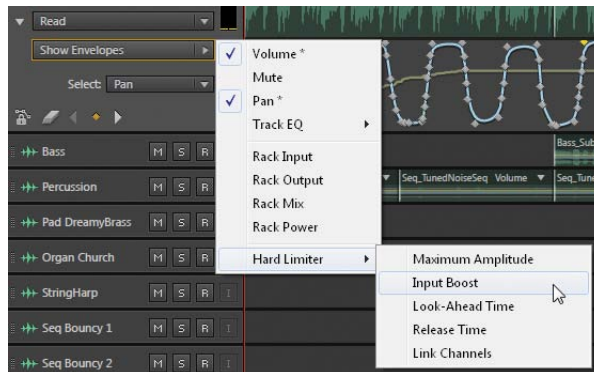 Read
Show Envelopes
Volume *
Mute
Select: Pan
Pan *
Track EQ
Bass M S R
Bass_Sub
Rack Input
Percussion M S R
Rack Output
Seq_TunedNoiseSeq Volume
Seq_Tun
Rack Mix
Pad DreamyBrass M S R
Rack Power
Organ Church M S R
Hard Limiter
Maximum Amplitude
Input Boost
StringHarp M S R I
Look-Ahead Time
Seq Bouncy 1 M S R I
Release Time
Link Channels
Seq Bouncy 2 M S R I